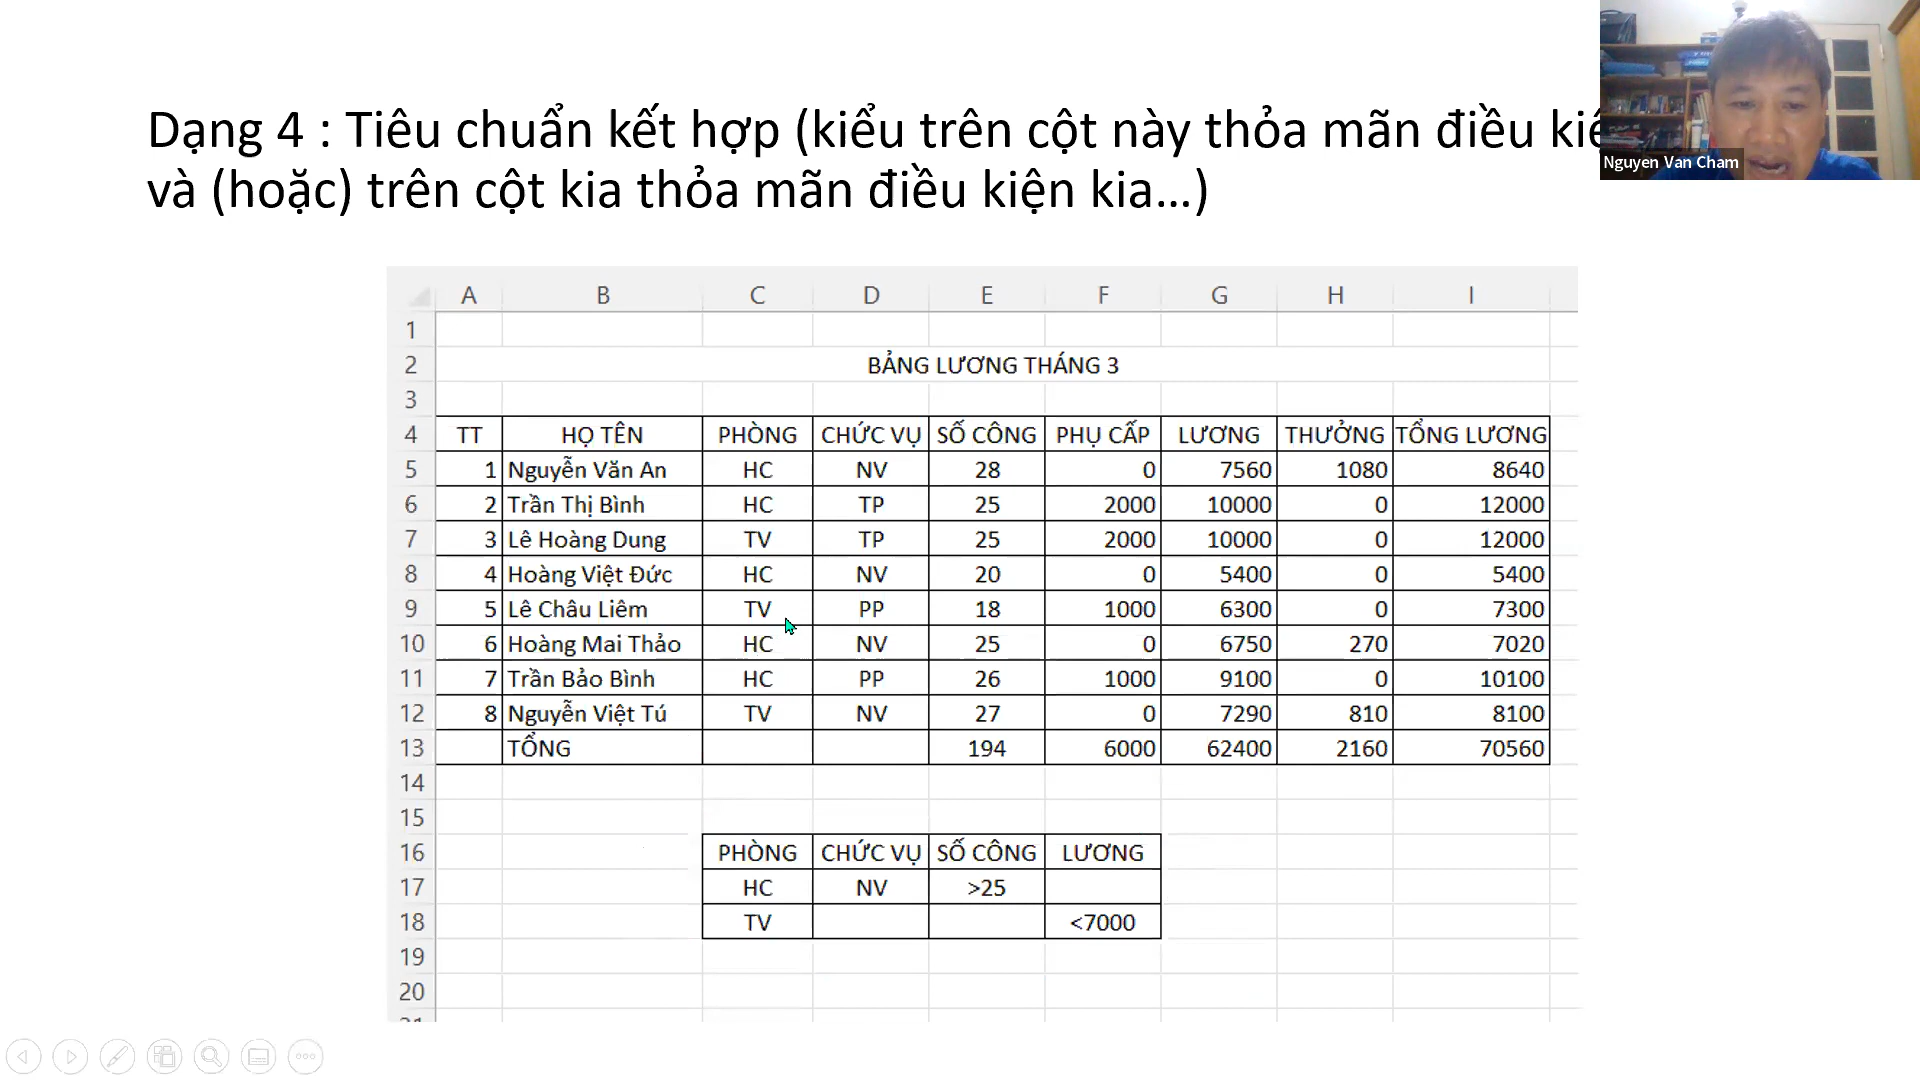 Dạng 4 : Tiêu chuẩn kết hợp (kiểu trên cột này thỏa mãn điều
và (hoặc) trên cột kia thỏa mãn điều kiện kia...)
Nguyen Van Cham
A B C D E F G H I
1
2 BẢNG LƯƠNG THÁNG 3
3
4 TT HỌ TÊN PHÒNG CHỨC VỤ SỐ CÔNG PHỤ CẤP LƯƠNG THƯỞNG TỔNG LƯƠNG
5 1 Nguyễn Văn An HC NV 28 0 7560 1080 8640
6 2 Trần Thị Bình HC TP 25 2000 10000 0 12000
7 3 Lê Hoàng Dung TV TP 25 2000 10000 0 12000
8 4 Hoàng Việt Đức HC NV 20 0 5400 0 5400
9 5 Lê Châu Liêm TV PP 18 1000 6300 0 7300
10 6 Hoàng Mai Thảo HC NV 25 0 6750 270 7020
11 7 Trần Bảo Bình HC PP 26 1000 9100 0 10100
12 8 Nguyễn Việt Tú TV NV 27 0 7290 810 8100
13 TỔNG 194 6000 62400 2160 70560
14
15
16 PHÒNG CHỨC VỤ SỐ CÔNG LƯƠNG
17 HC NV >25
18 TV <7000
19
20